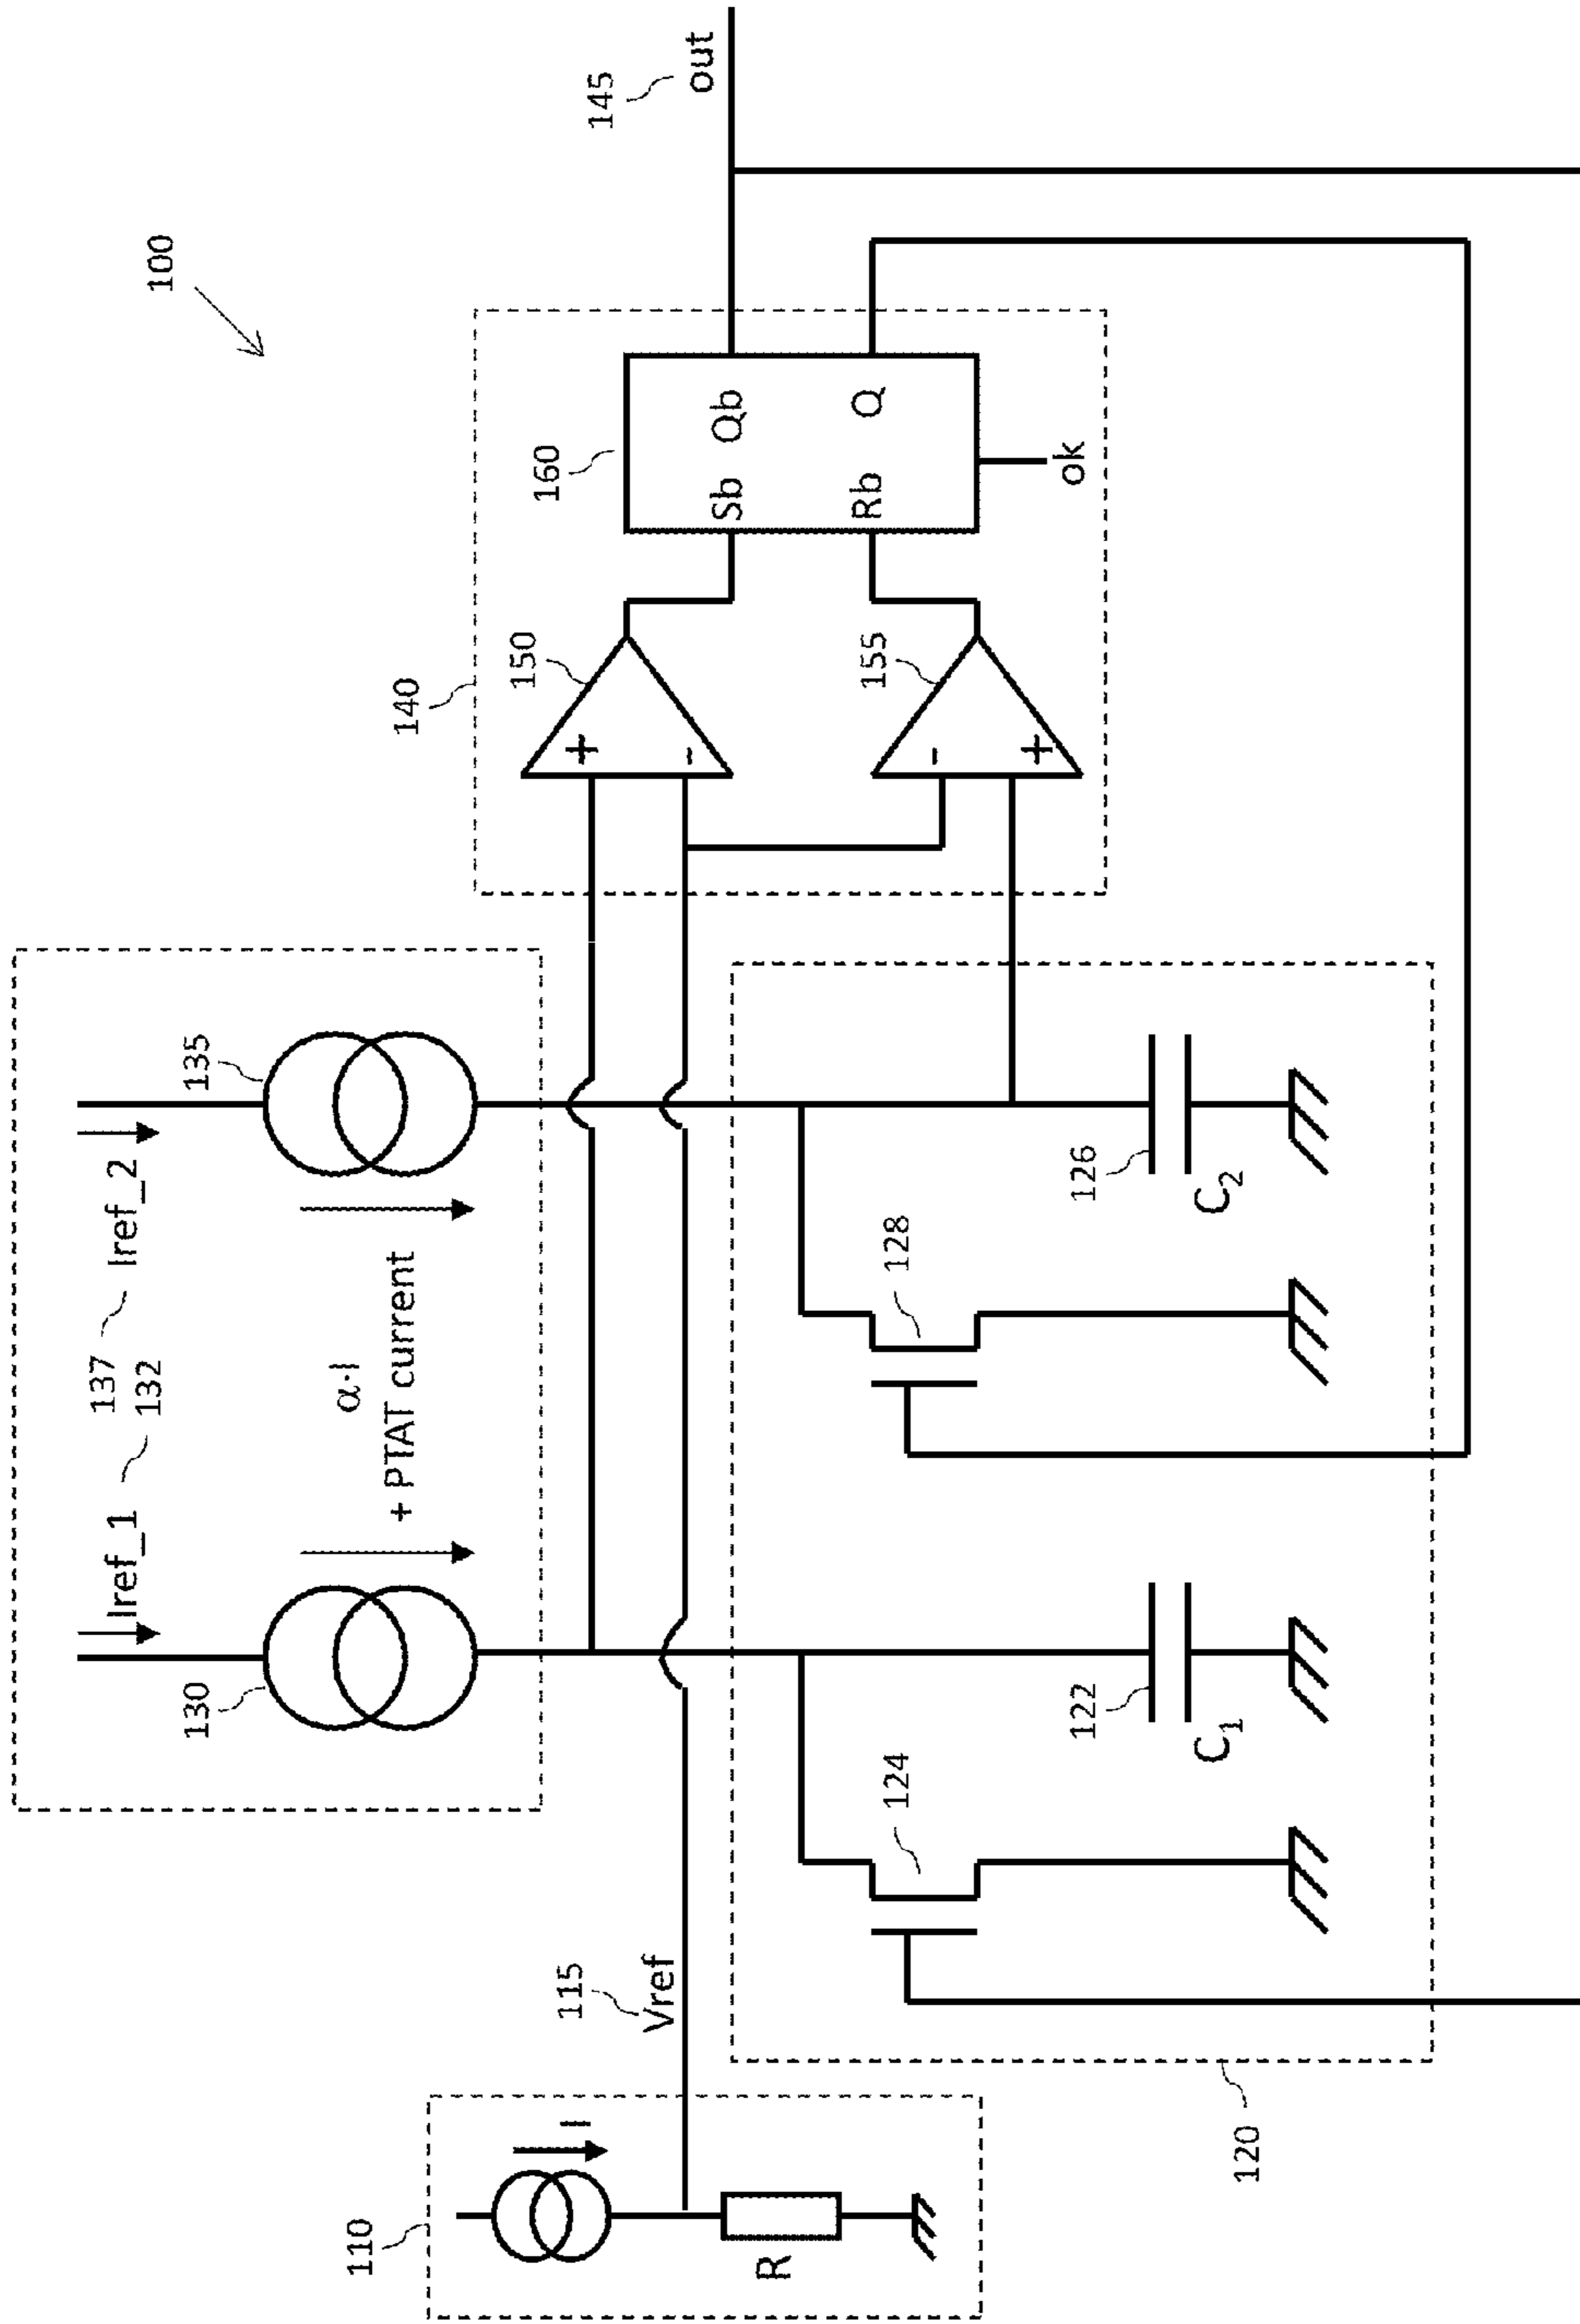 100
110
I
R
115
Vref
120
130
Iref_1
132
137
Iref_2
135
α·I
+ PTAT current
124
122
C1
128
126
C2
140
150
+
-
155
-
+
160
Sb
Qb
Rb
Q
ok
145
out